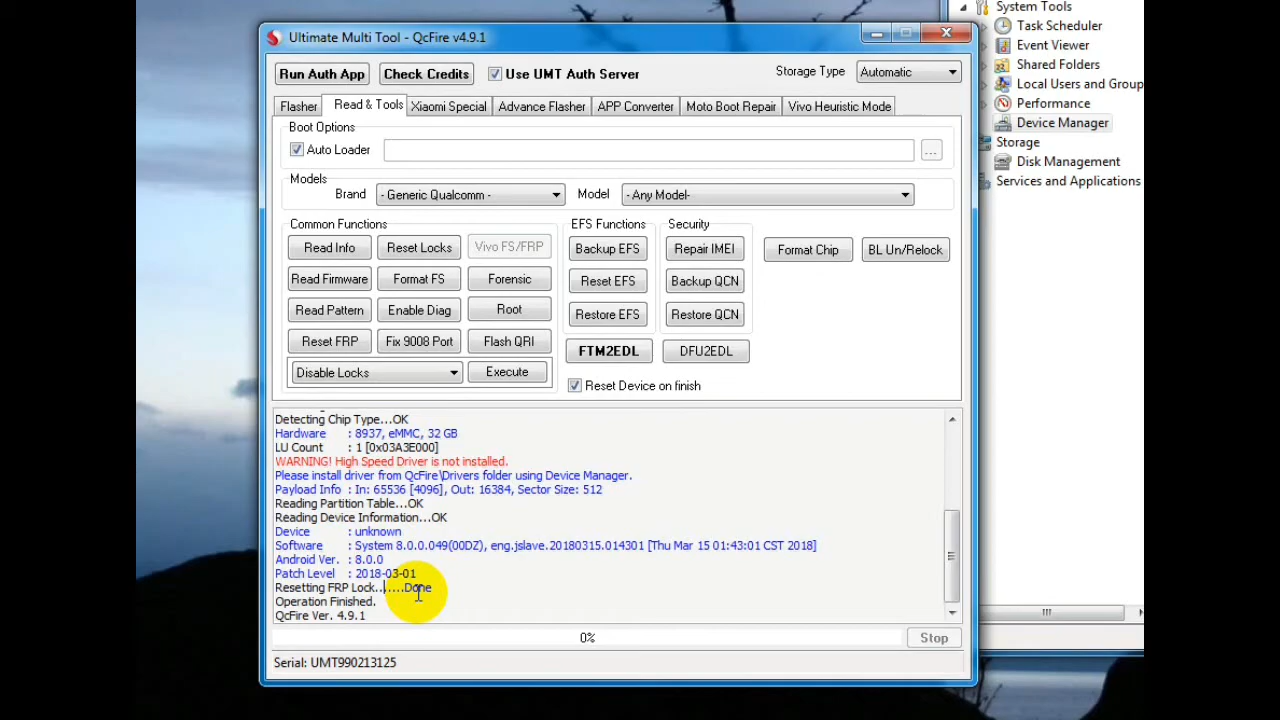 Ultimate Multi Tool - QcFire v4.9.1
Run Auth App
Check Credits
Use UMT Auth Server
Storage Type
Automatic
Flasher
Read & Tools
Xiaomi Special
Advance Flasher
APP Converter
Moto Boot Repair
Vivo Heuristic Mode
Boot Options
Auto Loader
...
Models
Brand
- Generic Qualcomm -
Model
- Any Model-
Common Functions
Read Info
Reset Locks
Vivo FS/FRP
Read Firmware
Format FS
Forensic
Read Pattern
Enable Diag
Root
Reset FRP
Fix 9008 Port
Flash QRI
Disable Locks
Execute
EFS Functions
Backup EFS
Reset EFS
Restore EFS
Security
Repair IMEI
Backup QCN
Restore QCN
Format Chip
BL Un/Relock
FTM2EDL
DFU2EDL
Reset Device on finish
Detecting Chip Type...OK
Hardware : 8937, eMMC, 32 GB
LU Count : 1 [0x03A3E000]
WARNING! High Speed Driver is not installed.
Please install driver from QcFire\Drivers folder using Device Manager.
Payload Info : In: 65536 [4096], Out: 16384, Sector Size: 512
Reading Partition Table...OK
Reading Device Information...OK
Device : unknown
Software : System 8.0.0.049(00DZ), eng.jslave.20180315.014301 [Thu Mar 15 01:43:01 CST 2018]
Android Ver. : 8.0.0
Patch Level : 2018-03-01
Resetting FRP Lock.......Done
Operation Finished.
QcFire Ver. 4.9.1
0%
Stop
Serial: UMT990213125
System Tools
Task Scheduler
Event Viewer
Shared Folders
Local Users and Group
Performance
Device Manager
Storage
Disk Management
Services and Applications